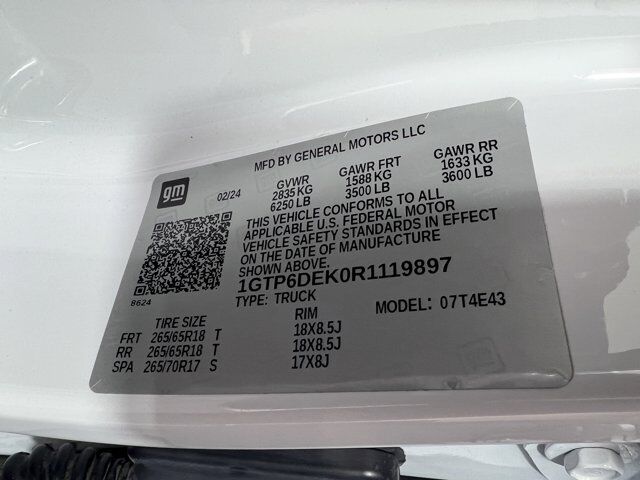 MFD BY GENERAL MOTORS LLC
gm 02/24 GVWR GAWR FRT GAWR RR
2835 KG 1588 KG 1633 KG
6250 LB 3500 LB 3600 LB
THIS VEHICLE CONFORMS TO ALL
APPLICABLE U.S. FEDERAL MOTOR
VEHICLE SAFETY STANDARDS IN EFFECT
ON THE DATE OF MANUFACTURE
SHOWN ABOVE.
8624 1GTP6DEK0R1119897
TYPE: TRUCK MODEL: 07T4E43
TIRE SIZE RIM
FRT 265/65R18 T 18X8.5J
RR 265/65R18 T 18X8.5J
SPA 265/70R17 S 17X8J